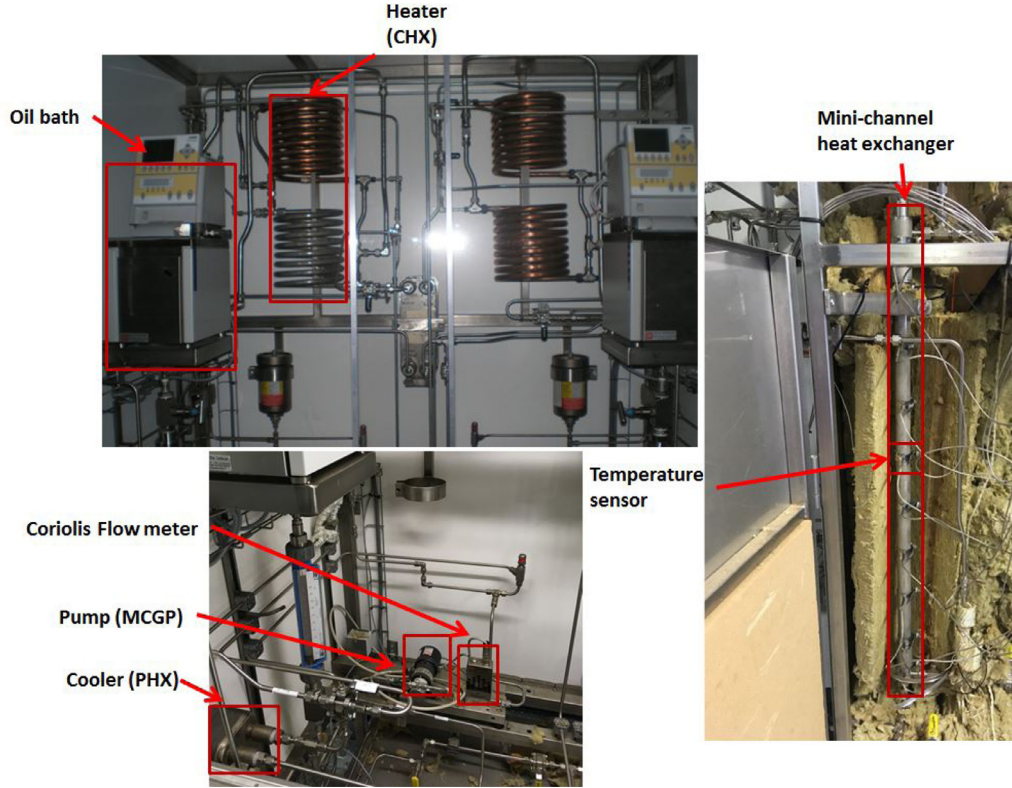 Heater
(CHX)
Oil bath
Mini-channel
heat exchanger
Temperature
sensor
Coriolis Flow meter
Pump (MCGP)
Cooler (PHX)